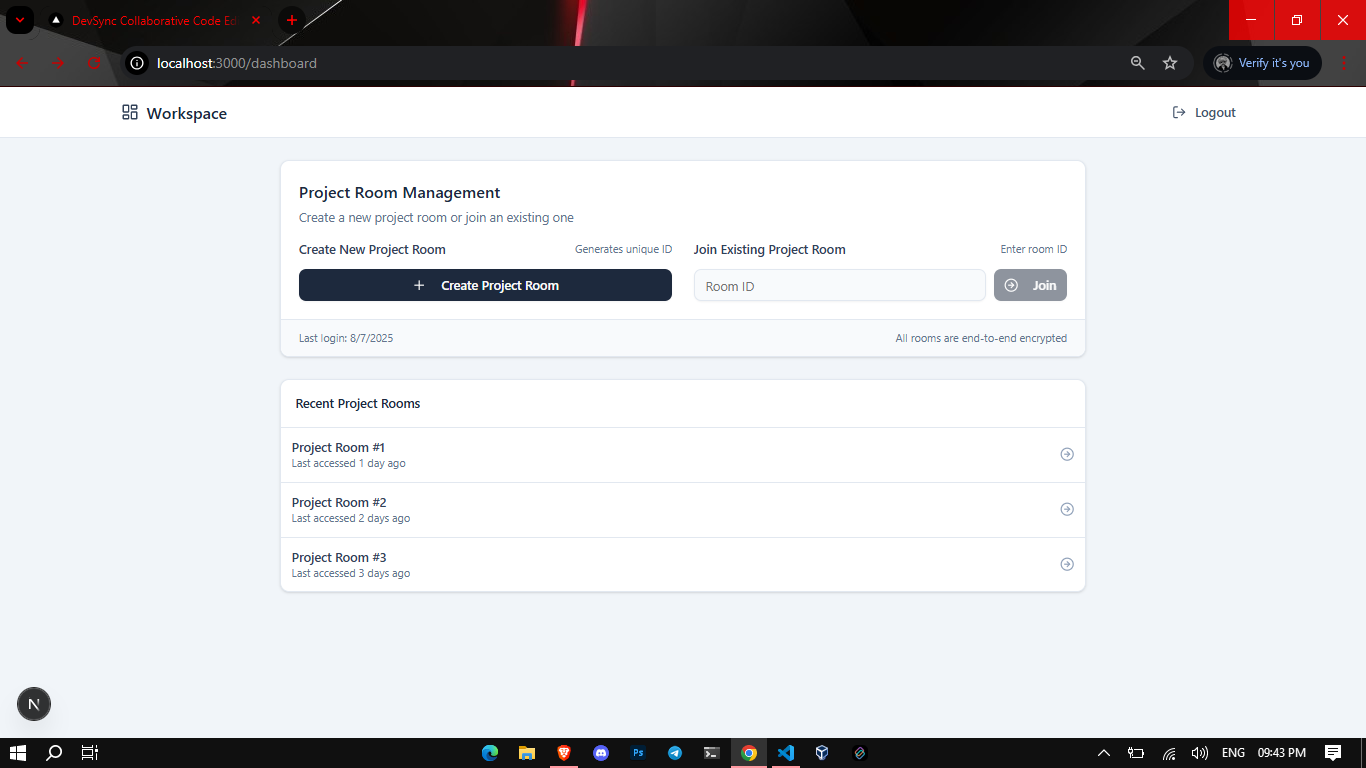 DevSync Collaborative Code Ed
localhost:3000/dashboard
Verify it's you
Workspace
Logout
Project Room Management
Create a new project room or join an existing one
Create New Project Room
Generates unique ID
Join Existing Project Room
Enter room ID
Create Project Room
Room ID
Join
Last login: 8/7/2025
All rooms are end-to-end encrypted
Recent Project Rooms
Project Room #1
Last accessed 1 day ago
Project Room #2
Last accessed 2 days ago
Project Room #3
Last accessed 3 days ago
N
Ps
ENG
09:43 PM